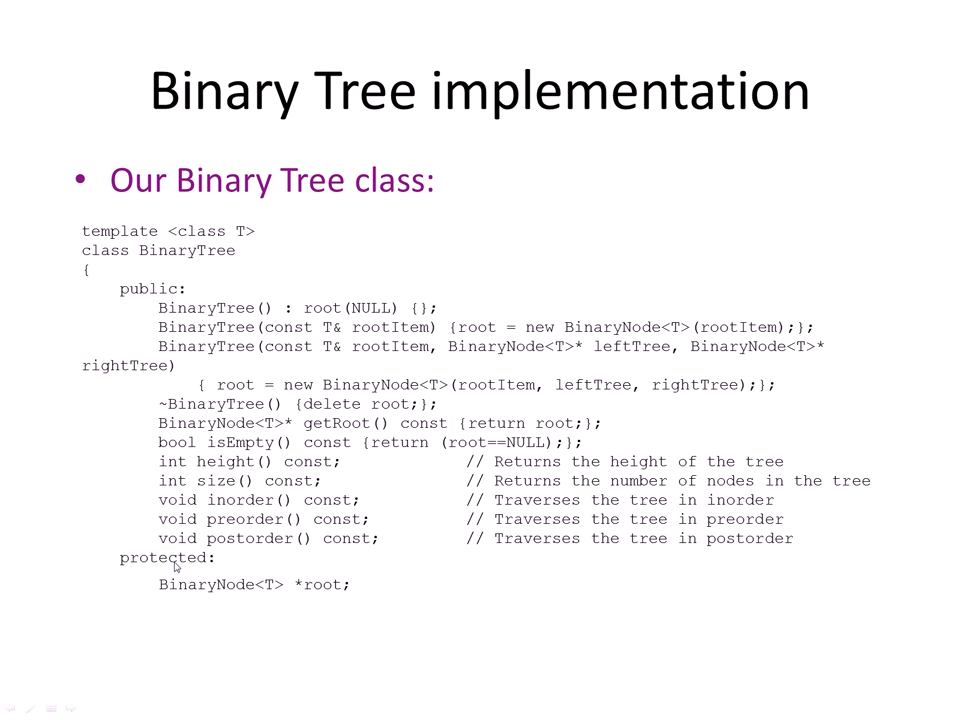 Binary Tree implementation
• Our Binary Tree class:
template <class T>
class BinaryTree
{
    public:
        BinaryTree() : root(NULL) {};
        BinaryTree(const T& rootItem) {root = new BinaryNode<T>(rootItem);};
        BinaryTree(const T& rootItem, BinaryNode<T>* leftTree, BinaryNode<T>*
rightTree)
            { root = new BinaryNode<T>(rootItem, leftTree, rightTree);};
        ~BinaryTree() {delete root;};
        BinaryNode<T>* getRoot() const {return root;};
        bool isEmpty() const {return (root==NULL);};
        int height() const;             // Returns the height of the tree
        int size() const;               // Returns the number of nodes in the tree
        void inorder() const;           // Traverses the tree in inorder
        void preorder() const;          // Traverses the tree in preorder
        void postorder() const;         // Traverses the tree in postorder
    protected:
        BinaryNode<T> *root;